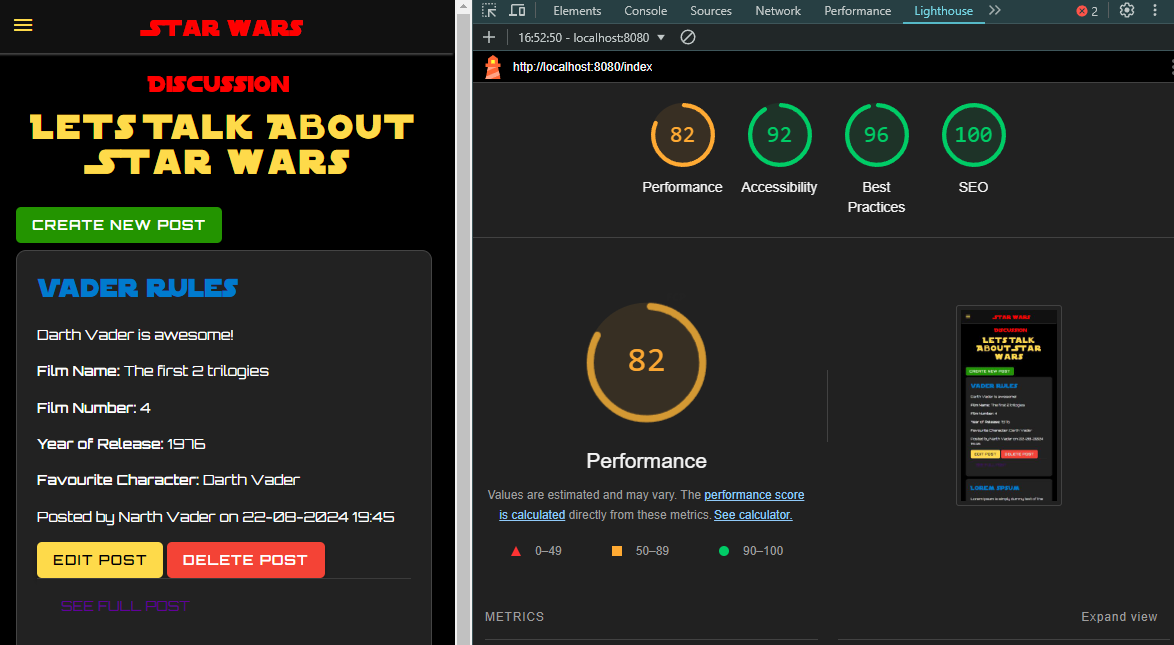 STAR WARS
DISCUSSION
LETS TALK ABOUT
STAR WARS
CREATE NEW POST
VADER RULES
Darth Vader is awesome!
Film Name: The first 2 trilogies
Film Number: 4
Year of Release: 1976
Favourite Character: Darth Vader
Posted by Narth Vader on 22-08-2024 19:45
EDIT POST DELETE POST
SEE FULL POST
Elements Console Sources Network Performance Lighthouse 2
16:52:50 - localhost:8080
http://localhost:8080/index
82 92 96 100
Performance Accessibility Best Practices SEO
82
Performance
Values are estimated and may vary. The performance score
is calculated directly from these metrics. See calculator.
0–49 50–89 90–100
STAR WARS
DISCUSSION
LETS TALK
ABOUT STAR
WARS
CREATE NEW POST
VADER RULES
Darth Vader is awesome!
Film Name: The first 2 trilogies
Film Number: 4
Year of Release: 1976
Favourite Character: Darth Vader
Posted by Narth Vader on 22-08-2024
19:45
EDIT POST DELETE POST
LOREM IPSUM
Lorem Ipsum is simply dummy text of the
METRICS Expand view